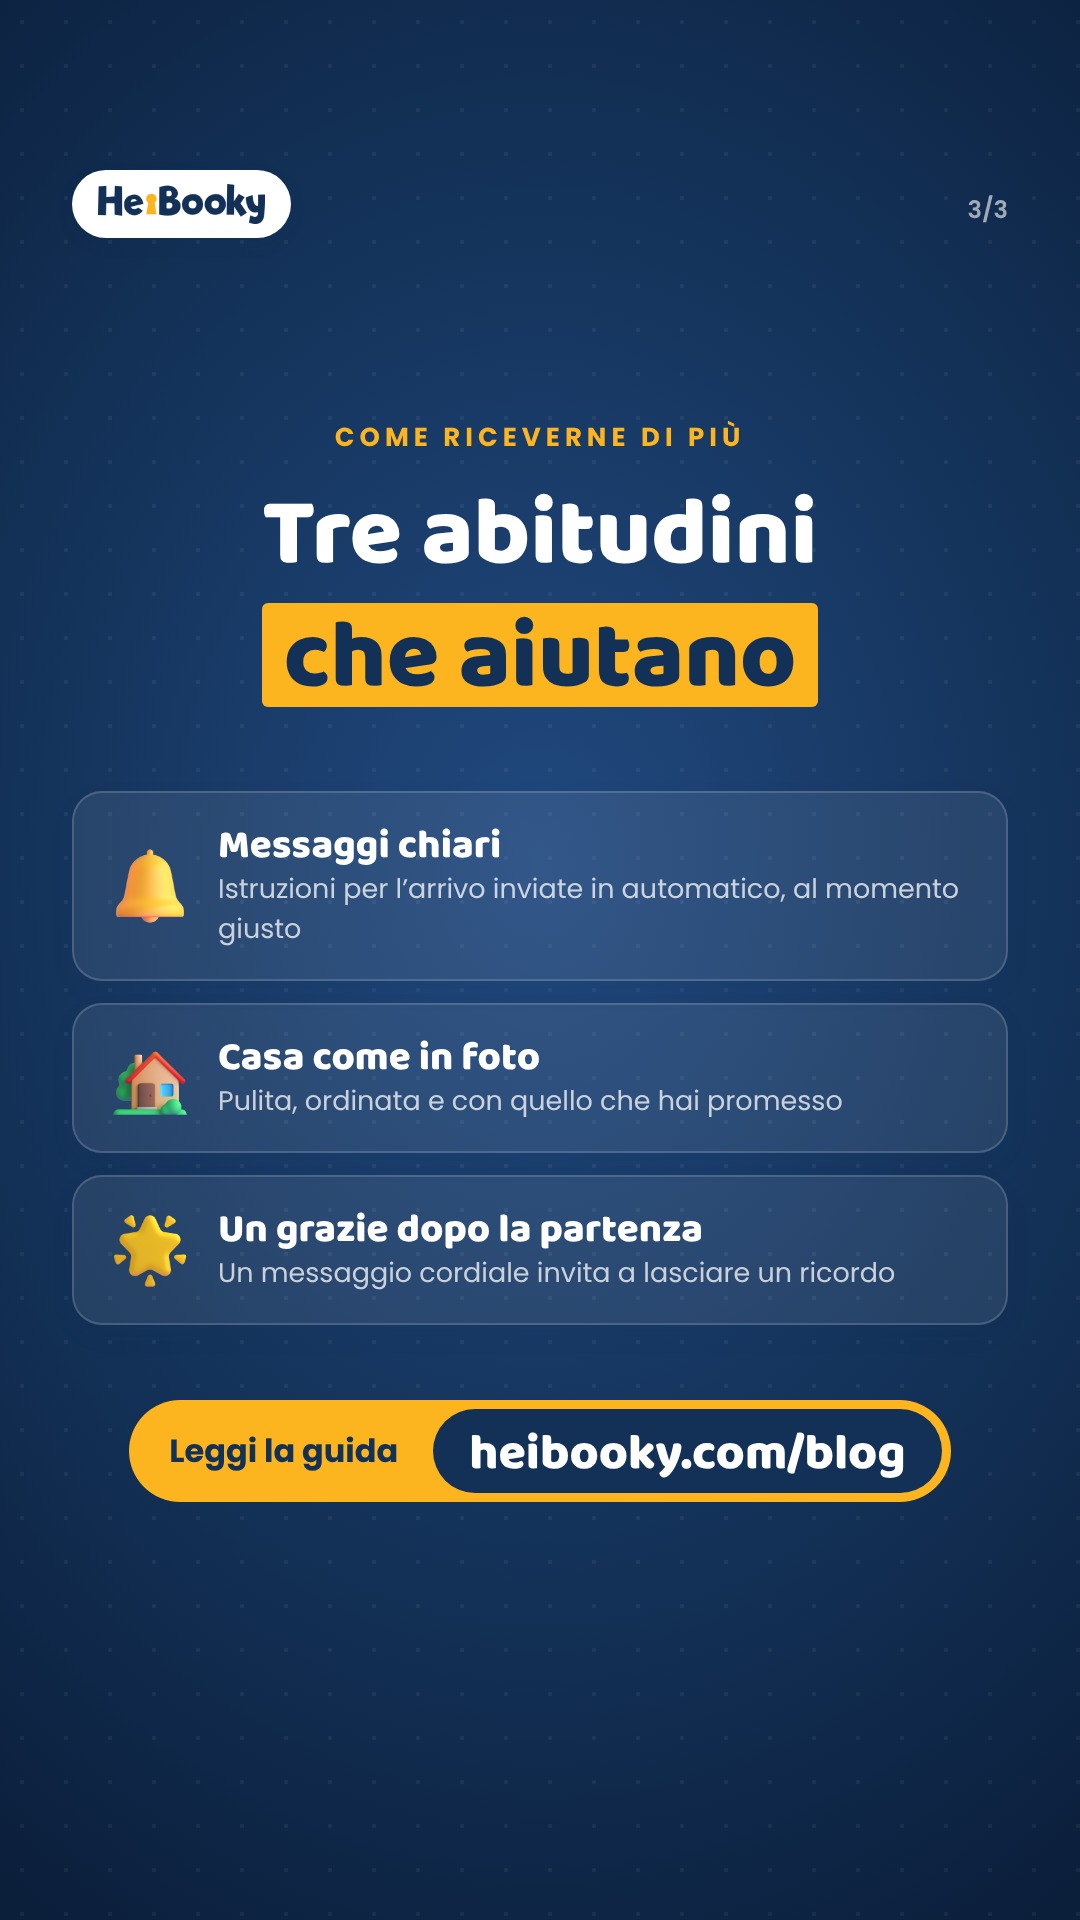 HeiBooky
3/3
COME RICEVERNE DI PIÙ
Tre abitudini
che aiutano
Messaggi chiari
Istruzioni per l’arrivo inviate in automatico, al momento
giusto
Casa come in foto
Pulita, ordinata e con quello che hai promesso
Un grazie dopo la partenza
Un messaggio cordiale invita a lasciare un ricordo
Leggi la guida heibooky.com/blog